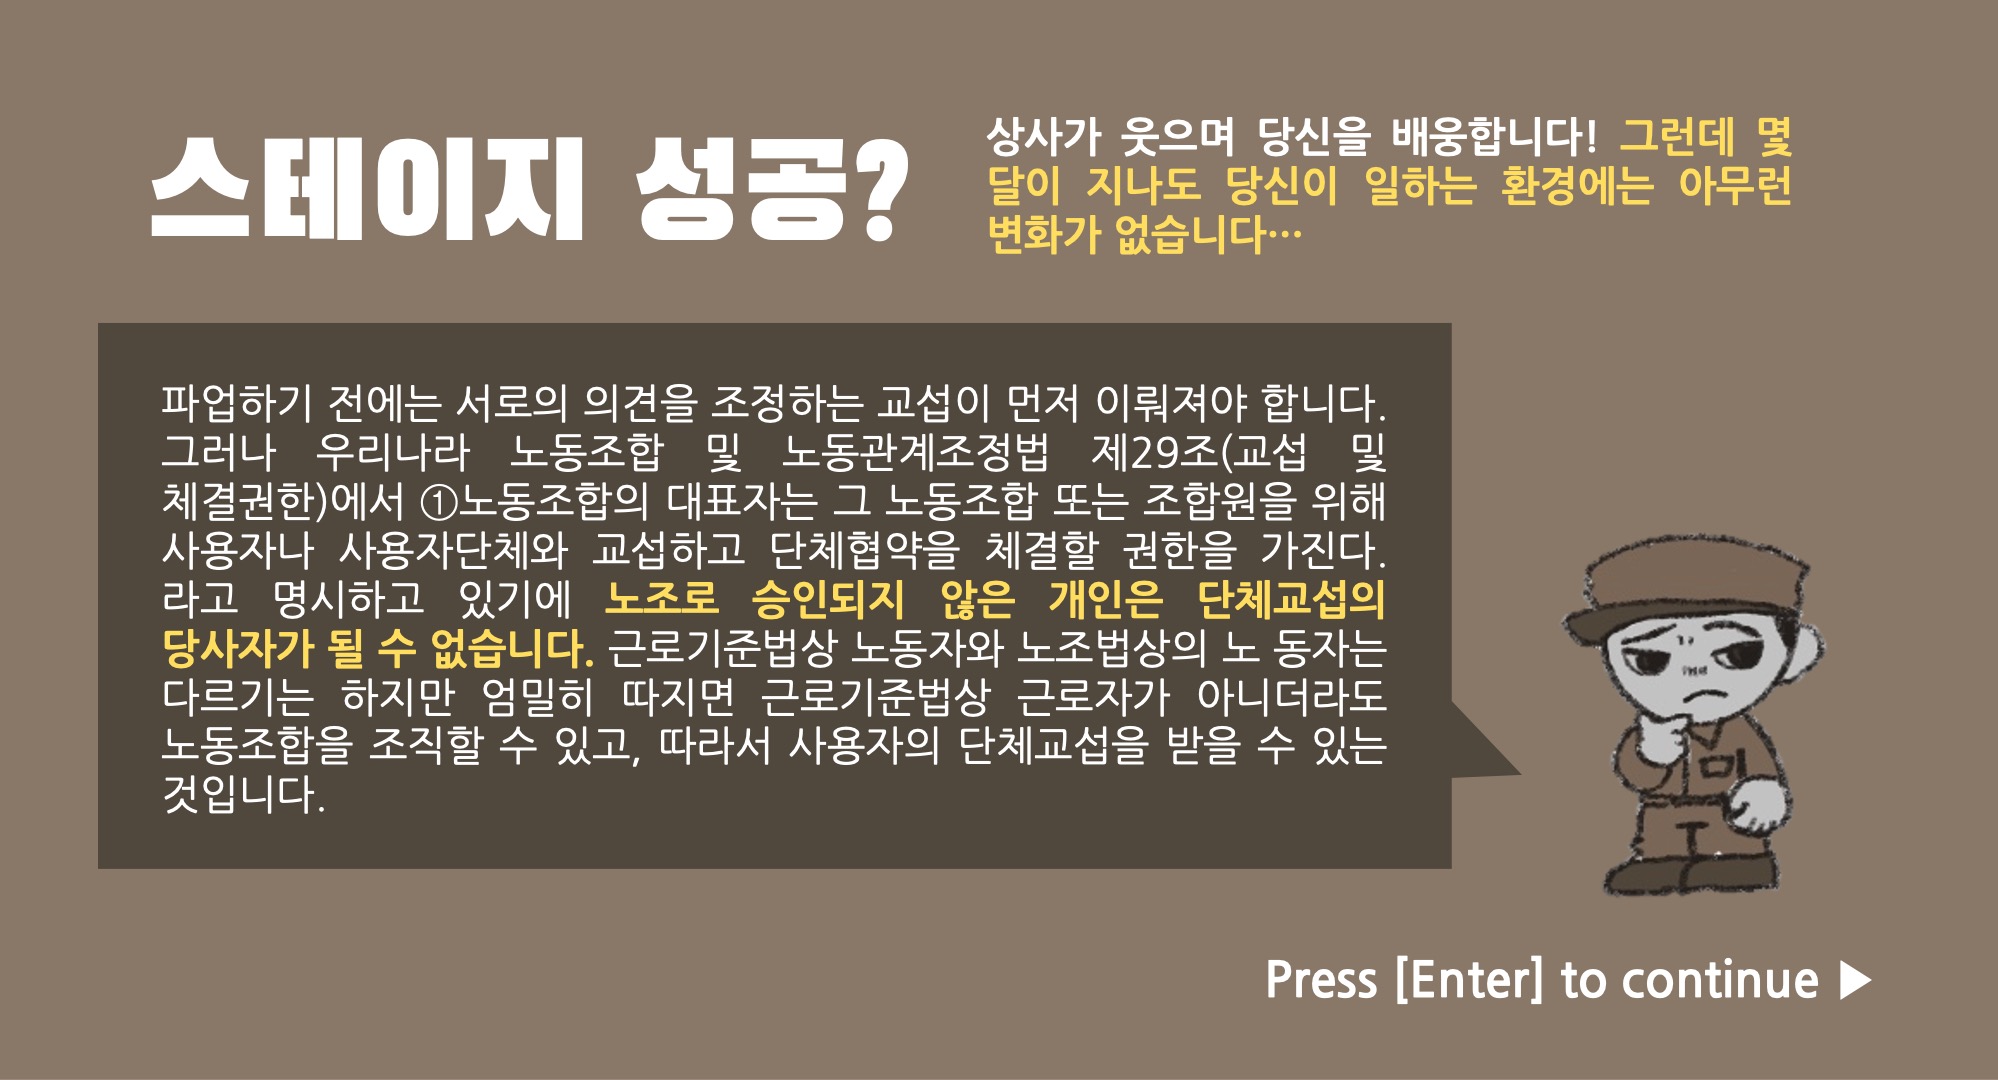 스테이지 성공?
상사가 웃으며 당신을 배웅합니다! 그런데 몇
달이 지나도 당신이 일하는 환경에는 아무런
변화가 없습니다…
파업하기 전에는 서로의 의견을 조정하는 교섭이 먼저 이뤄져야 합니다.
그러나 우리나라 노동조합 및 노동관계조정법 제29조(교섭 및
체결권한)에서 ①노동조합의 대표자는 그 노동조합 또는 조합원을 위해
사용자나 사용자단체와 교섭하고 단체협약을 체결할 권한을 가진다.
라고 명시하고 있기에 노조로 승인되지 않은 개인은 단체교섭의
당사자가 될 수 없습니다. 근로기준법상 노동자와 노조법상의 노 동자는
다르기는 하지만 엄밀히 따지면 근로기준법상 근로자가 아니더라도
노동조합을 조직할 수 있고, 따라서 사용자의 단체교섭을 받을 수 있는
것입니다.
Press [Enter] to continue ▶